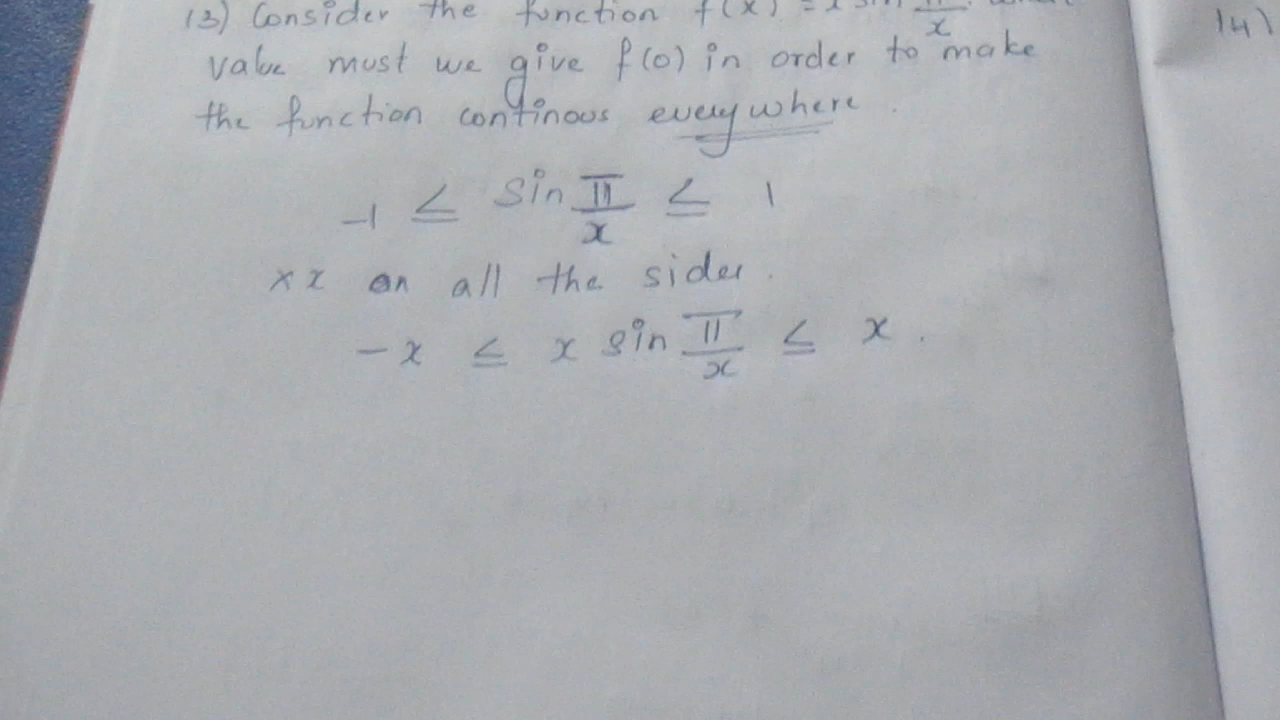 13) Consider the function f(x) = x sin π/x.
value must we give f(0) in order to make
the function continous everywhere.
-1 ≤ sin π/x ≤ 1
× x on all the sides.
-x ≤ x sin π/x ≤ x.
14)